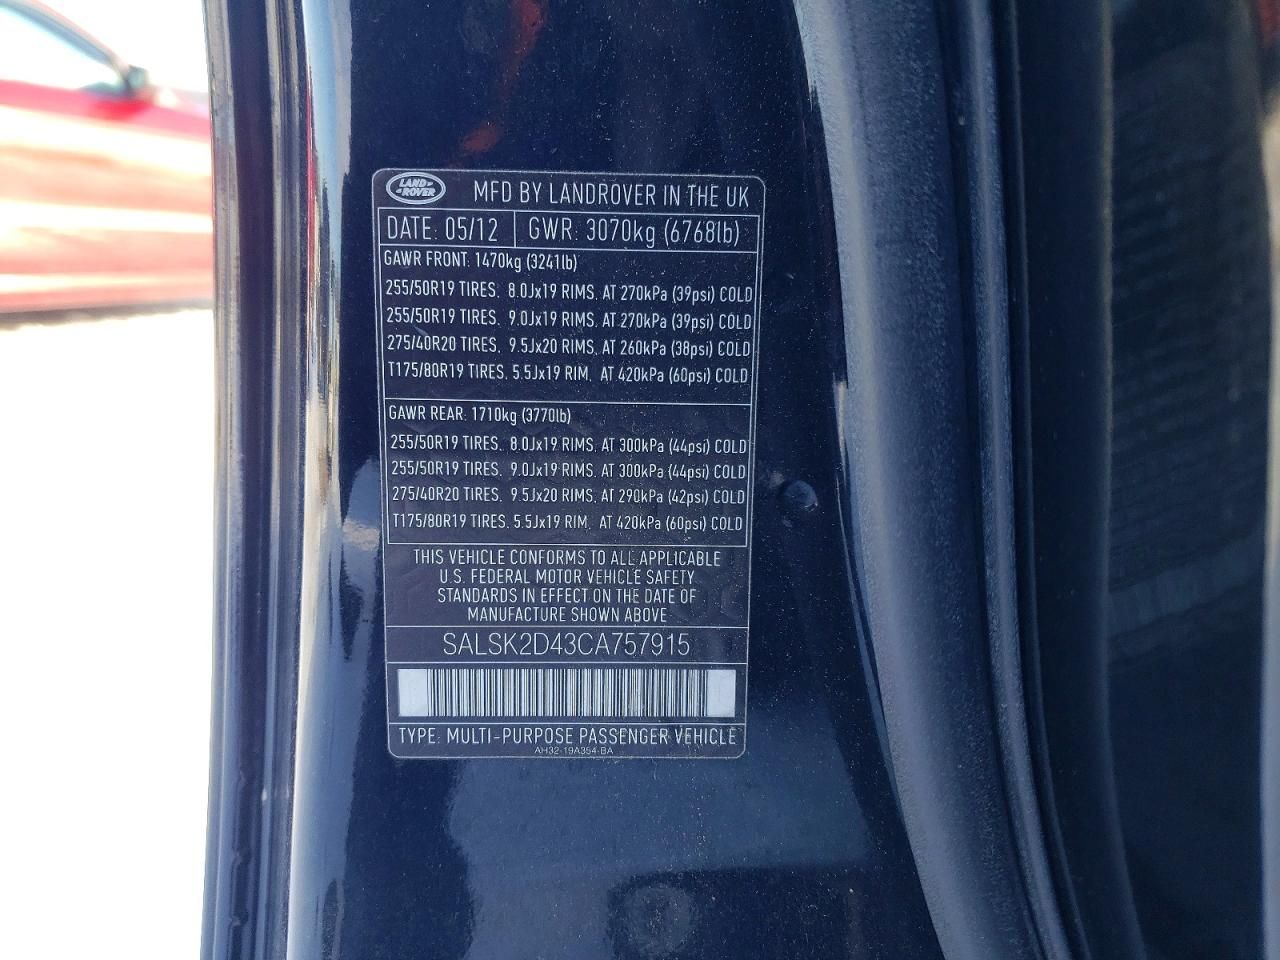 LAND ROVER
MFD BY LANDROVER IN THE UK
DATE: 05/12 GWR: 3070kg (6768lb)
GAWR FRONT: 1470kg (3241lb)
255/50R19 TIRES, 8.0Jx19 RIMS, AT 270kPa (39psi) COLD
255/50R19 TIRES, 9.0Jx19 RIMS, AT 270kPa (39psi) COLD
275/40R20 TIRES, 9.5Jx20 RIMS, AT 260kPa (38psi) COLD
T175/80R19 TIRES, 5.5Jx19 RIM, AT 420kPa (60psi) COLD
GAWR REAR: 1710kg (3770lb)
255/50R19 TIRES, 8.0Jx19 RIMS, AT 300kPa (44psi) COLD
255/50R19 TIRES, 9.0Jx19 RIMS, AT 300kPa (44psi) COLD
275/40R20 TIRES, 9.5Jx20 RIMS, AT 290kPa (42psi) COLD
T175/80R19 TIRES, 5.5Jx19 RIM, AT 420kPa (60psi) COLD
THIS VEHICLE CONFORMS TO ALL APPLICABLE
U.S. FEDERAL MOTOR VEHICLE SAFETY
STANDARDS IN EFFECT ON THE DATE OF
MANUFACTURE SHOWN ABOVE
SALSK2D43CA757915
TYPE: MULTI-PURPOSE PASSENGER VEHICLE
AH32-19A354-BA